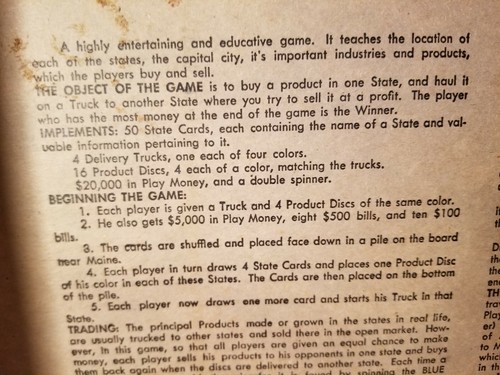 A highly entertaining and educative game. It teaches the location of
each of the states, the capital city, it's important industries and products,
which the players buy and sell.
THE OBJECT OF THE GAME is to buy a product in one State, and haul it
on a Truck to another State where you try to sell it at a profit. The player
who has the most money at the end of the game is the Winner.
IMPLEMENTS: 50 State Cards, each containing the name of a State and val-
uable information pertaining to it.
4 Delivery Trucks, one each of four colors.
16 Product Discs, 4 each of a color, matching the trucks.
$20,000 in Play Money, and a double spinner.
BEGINNING THE GAME:
1. Each player is given a Truck and 4 Product Discs of the same color.
2. He also gets $5,000 in Play Money, eight $500 bills, and ten $100
bills.
3. The cards are shuffled and placed face down in a pile on the board
near Maine.
4. Each player in turn draws 4 State Cards and places one Product Disc
of his color in each of these States. The Cards are then placed on the bottom
of the pile.
5. Each player now draws one more card and starts his Truck in that
State.
TRADING: The principal Products made or grown in the states in real life,
are usually trucked to other states and sold there in the open market. How-
ever, in this game, so that all players are given an equal chance to make
money, each player sells his products to his opponents in one state and buys
them back again when the discs are delivered to another state. Each time a
is found by spinning the BLUE